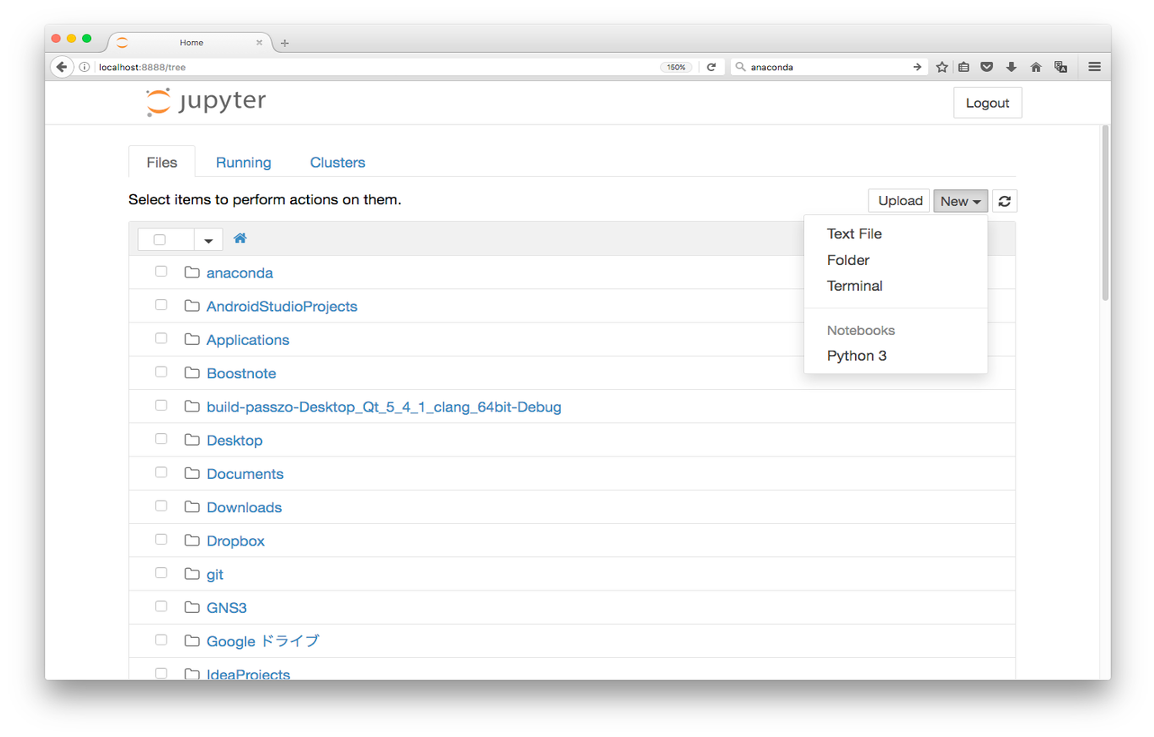 Home
localhost:8888/tree
150%
anaconda
jupyter
Logout
Files
Running
Clusters
Select items to perform actions on them.
Upload
New
Text File
Folder
Terminal
Notebooks
Python 3
anaconda
AndroidStudioProjects
Applications
Boostnote
build-passzo-Desktop_Qt_5_4_1_clang_64bit-Debug
Desktop
Documents
Downloads
Dropbox
git
GNS3
Google ドライブ
IdeaProjects